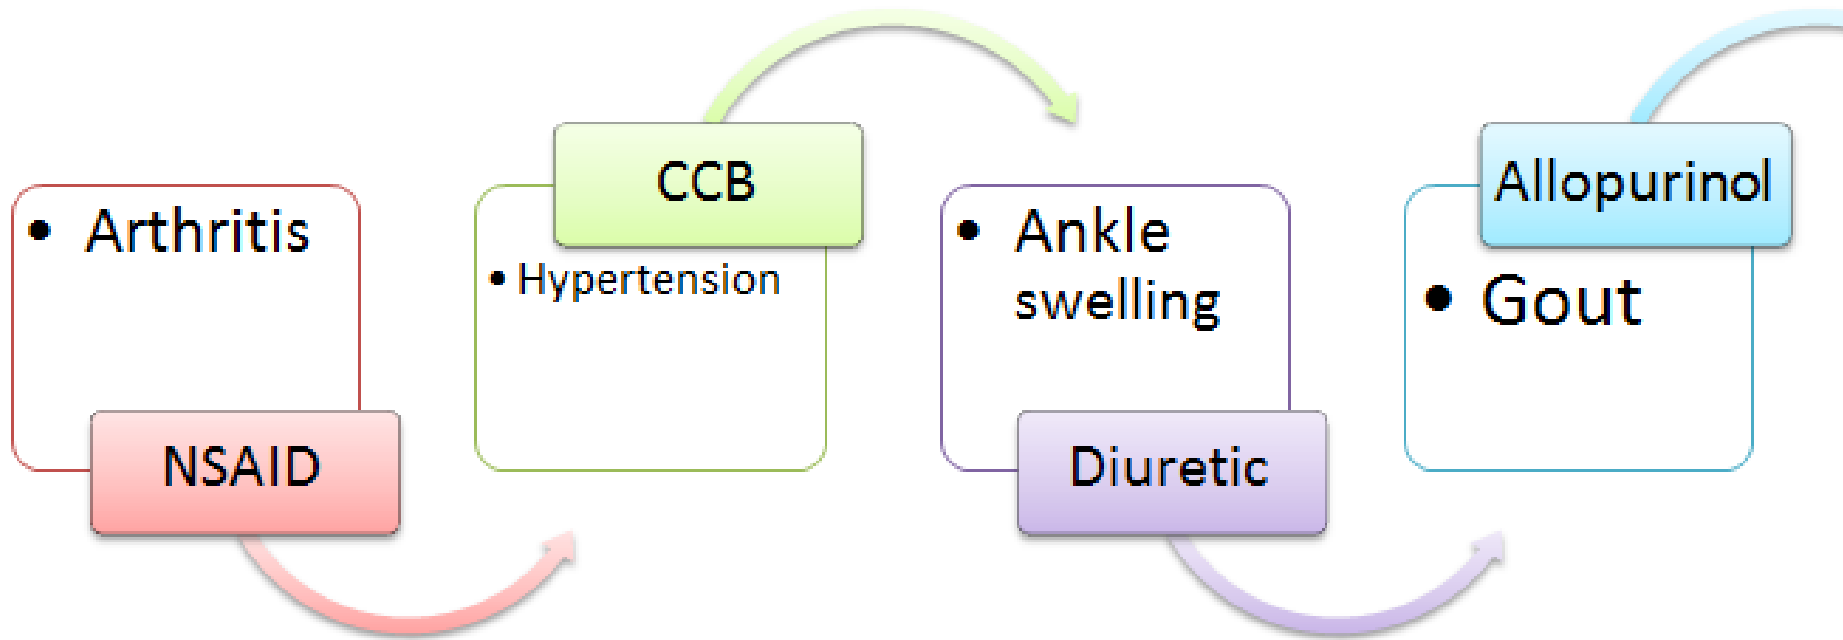 • Arthritis
NSAID
CCB
• Hypertension
• Ankle
swelling
Diuretic
Allopurinol
• Gout